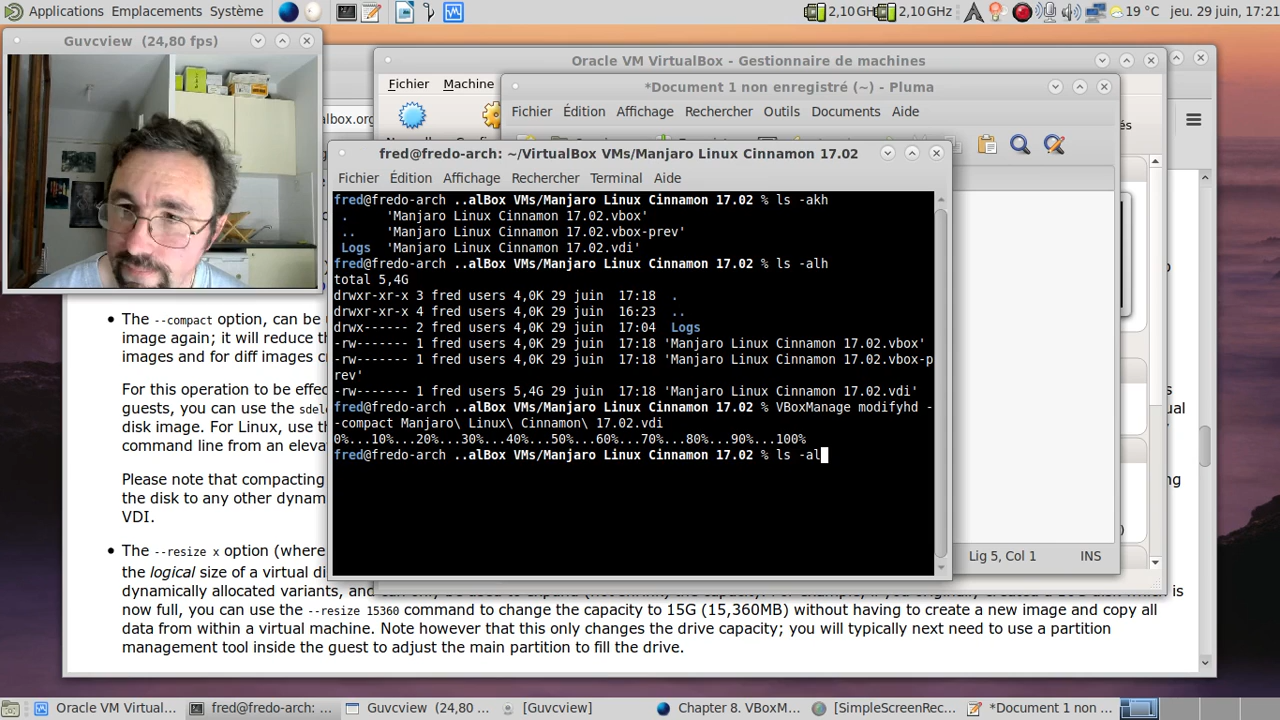 Applications Emplacements Système
2,10 GHz 2,10 GHz 19 °C jeu. 29 juin, 17:21
Guvcview (24,80 fps)
Oracle VM VirtualBox - Gestionnaire de machines
Fichier Machine
*Document 1 non enregistré (~) - Pluma
Fichier Édition Affichage Rechercher Outils Documents Aide
albox.org
fred@fredo-arch: ~/VirtualBox VMs/Manjaro Linux Cinnamon 17.02
Fichier Édition Affichage Rechercher Terminal Aide
fred@fredo-arch ..alBox VMs/Manjaro Linux Cinnamon 17.02 % ls -akh
. 'Manjaro Linux Cinnamon 17.02.vbox'
.. 'Manjaro Linux Cinnamon 17.02.vbox-prev'
Logs 'Manjaro Linux Cinnamon 17.02.vdi'
fred@fredo-arch ..alBox VMs/Manjaro Linux Cinnamon 17.02 % ls -alh
total 5,4G
drwxr-xr-x 3 fred users 4,0K 29 juin 17:18 .
drwxr-xr-x 4 fred users 4,0K 29 juin 16:23 ..
drwx------ 2 fred users 4,0K 29 juin 17:04 Logs
-rw------- 1 fred users 4,0K 29 juin 17:18 'Manjaro Linux Cinnamon 17.02.vbox'
-rw------- 1 fred users 4,0K 29 juin 17:18 'Manjaro Linux Cinnamon 17.02.vbox-p
rev'
-rw------- 1 fred users 5,4G 29 juin 17:18 'Manjaro Linux Cinnamon 17.02.vdi'
fred@fredo-arch ..alBox VMs/Manjaro Linux Cinnamon 17.02 % VBoxManage modifyhd -
-compact Manjaro\ Linux\ Cinnamon\ 17.02.vdi
0%...10%...20%...30%...40%...50%...60%...70%...80%...90%...100%
fred@fredo-arch ..alBox VMs/Manjaro Linux Cinnamon 17.02 % ls -al
The --compact option, can be
image again; it will reduce th
images and for diff images c
For this operation to be effe
guests, you can use the sdel
disk image. For Linux, use th
command line from an eleva
Please note that compacting
the disk to any other dynam
VDI.
The --resize x option (where
the logical size of a virtual di
now full, you can use the --resize 15360 command to change the capacity to 15G (15,360MB) without having to create a new image and copy all
data from within a virtual machine. Note however that this only changes the drive capacity; you will typically next need to use a partition
management tool inside the guest to adjust the main partition to fill the drive.
Lig 5, Col 1 INS
Oracle VM Virtual... fred@fredo-arch: ... Guvcview (24,80 ... [Guvcview] Chapter 8. VBoxM... [SimpleScreenRec... *Document 1 non...